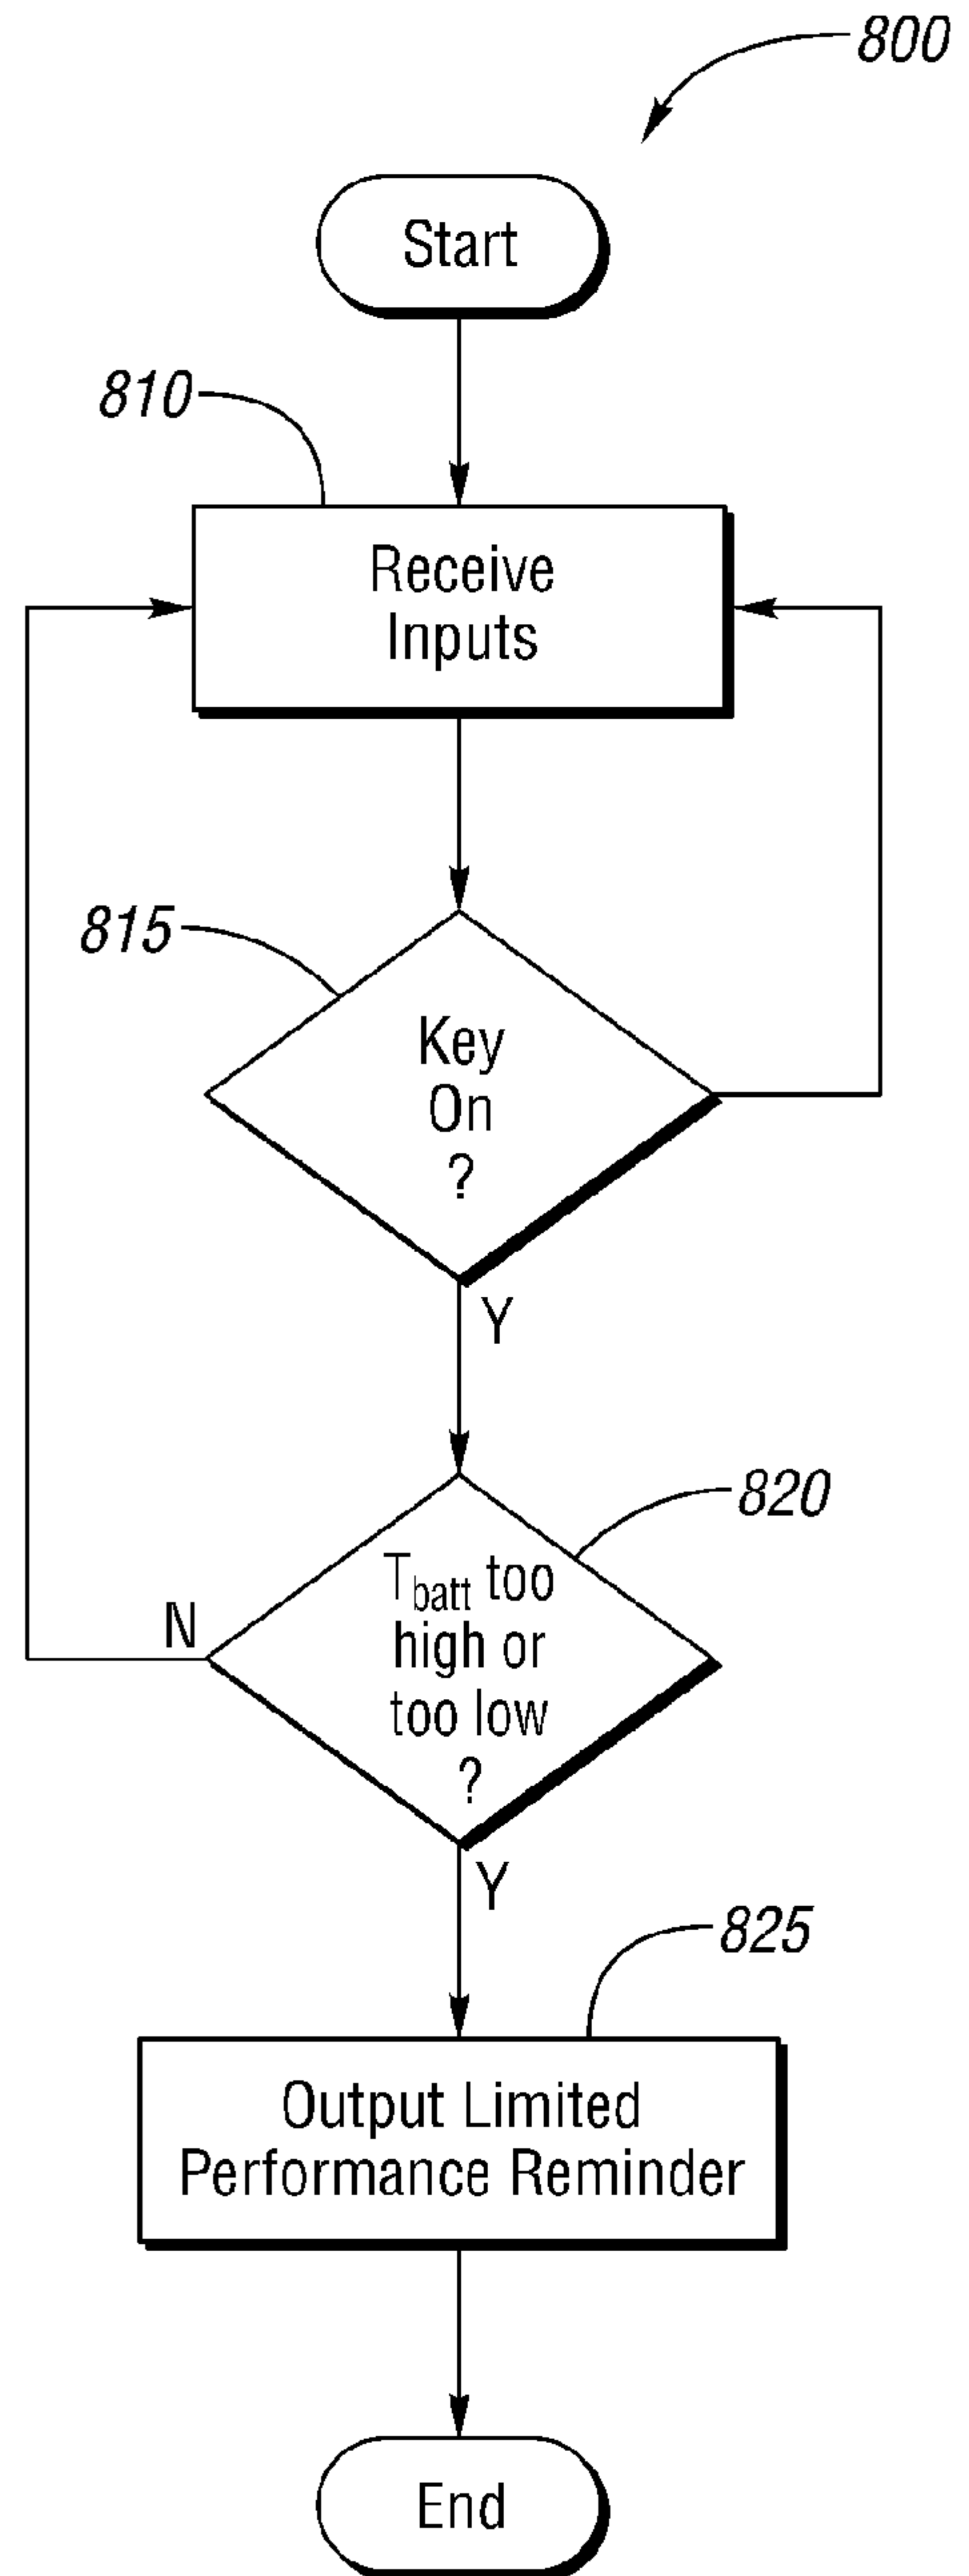 800
Start
810
Receive
Inputs
815
Key
On
?
Y
820
T_batt too
high or
too low
?
N
Y
825
Output Limited
Performance Reminder
End